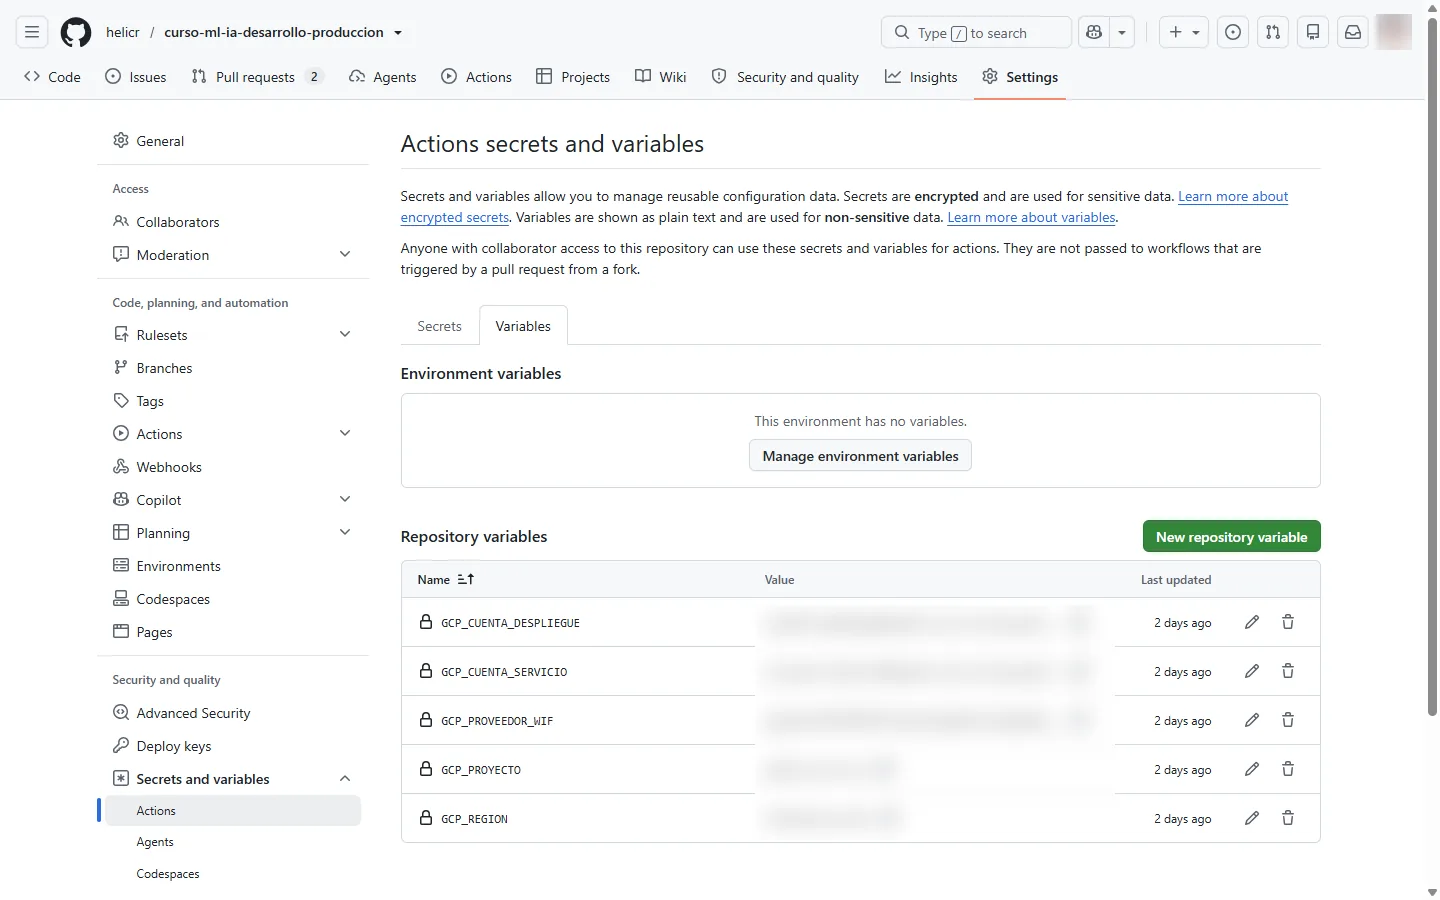 helicr / curso-ml-ia-desarrollo-produccion
Type / to search
Code Issues Pull requests 2 Agents Actions Projects Wiki Security and quality Insights Settings
General
Access
Collaborators
Moderation
Code, planning, and automation
Rulesets
Branches
Tags
Actions
Webhooks
Copilot
Planning
Environments
Codespaces
Pages
Security and quality
Advanced Security
Deploy keys
Secrets and variables
Actions
Agents
Codespaces
Actions secrets and variables
Secrets and variables allow you to manage reusable configuration data. Secrets are encrypted and are used for sensitive data. Learn more about
encrypted secrets. Variables are shown as plain text and are used for non-sensitive data. Learn more about variables.
Anyone with collaborator access to this repository can use these secrets and variables for actions. They are not passed to workflows that are
triggered by a pull request from a fork.
Secrets Variables
Environment variables
This environment has no variables.
Manage environment variables
Repository variables New repository variable
Name Value Last updated
GCP_CUENTA_DESPLIEGUE 2 days ago
GCP_CUENTA_SERVICIO 2 days ago
GCP_PROVEEDOR_WIF 2 days ago
GCP_PROYECTO 2 days ago
GCP_REGION 2 days ago